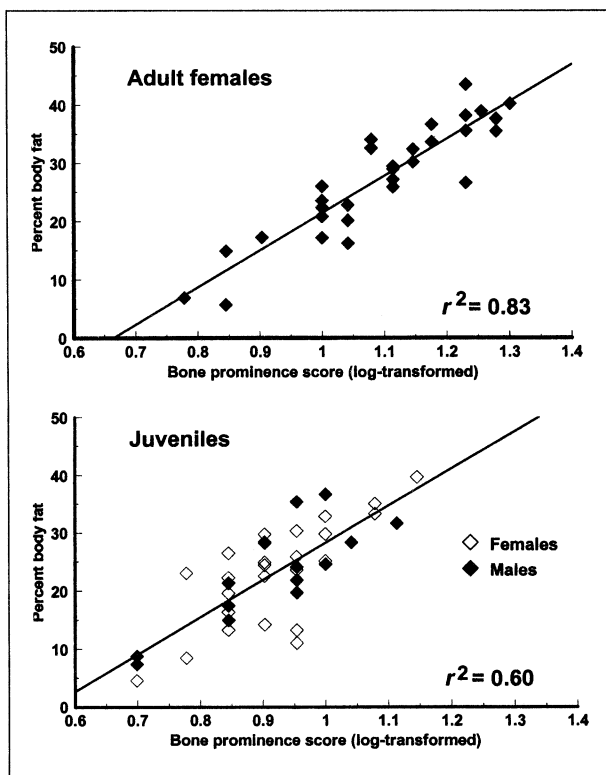 Adult females
Percent body fat
50
40
30
20
10
0
0.6 0.7 0.8 0.9 1 1.1 1.2 1.3 1.4
Bone prominence score (log-transformed)
r² = 0.83
Juveniles
Percent body fat
50
40
30
20
10
0
Females
Males
0.6 0.7 0.8 0.9 1 1.1 1.2 1.3 1.4
Bone prominence score (log-transformed)
r² = 0.60